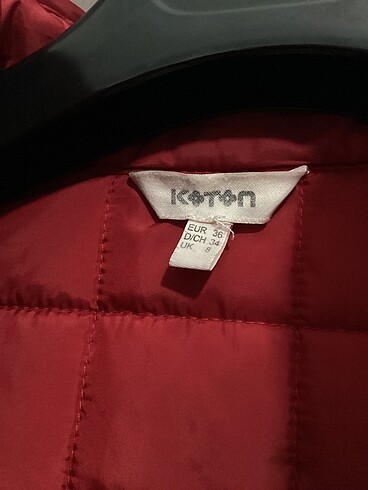 KOTON
EUR 36
D/CH 34
UK 8